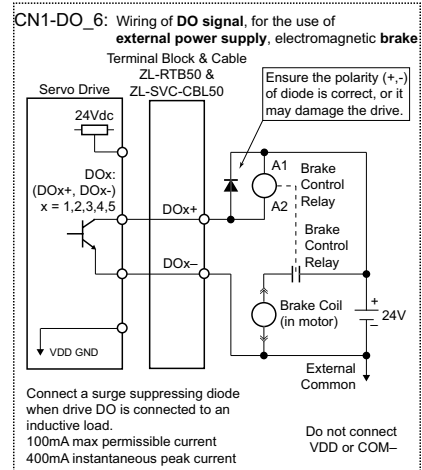 CN1-DO_6: Wiring of DO signal, for the use of
external power supply, electromagnetic brake
Terminal Block & Cable
ZL-RTB50 &
ZL-SVC-CBL50
Servo Drive
Ensure the polarity (+,-)
of diode is correct, or it
may damage the drive.
24Vdc
DOx:
(DOx+, DOx-)
x = 1,2,3,4,5
DOx+
A1
A2
Brake
Control
Relay
Brake
Control
Relay
DOx–
Brake Coil
(in motor)
+
24V
–
VDD GND
External
Common
Connect a surge suppressing diode
when drive DO is connected to an
inductive load.
100mA max permissible current
400mA instantaneous peak current
Do not connect
VDD or COM–